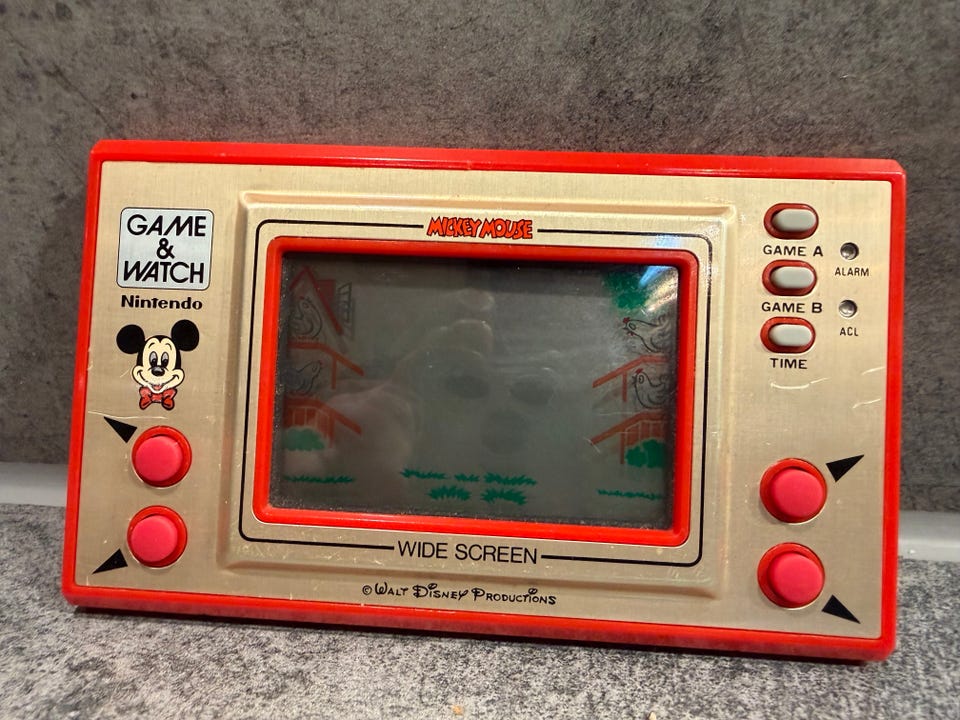 GAME
&
WATCH
Nintendo
MICKEY MOUSE
GAME A
ALARM
GAME B
ACL
TIME
WIDE SCREEN
© WALT DISNEY PRODUCTIONS